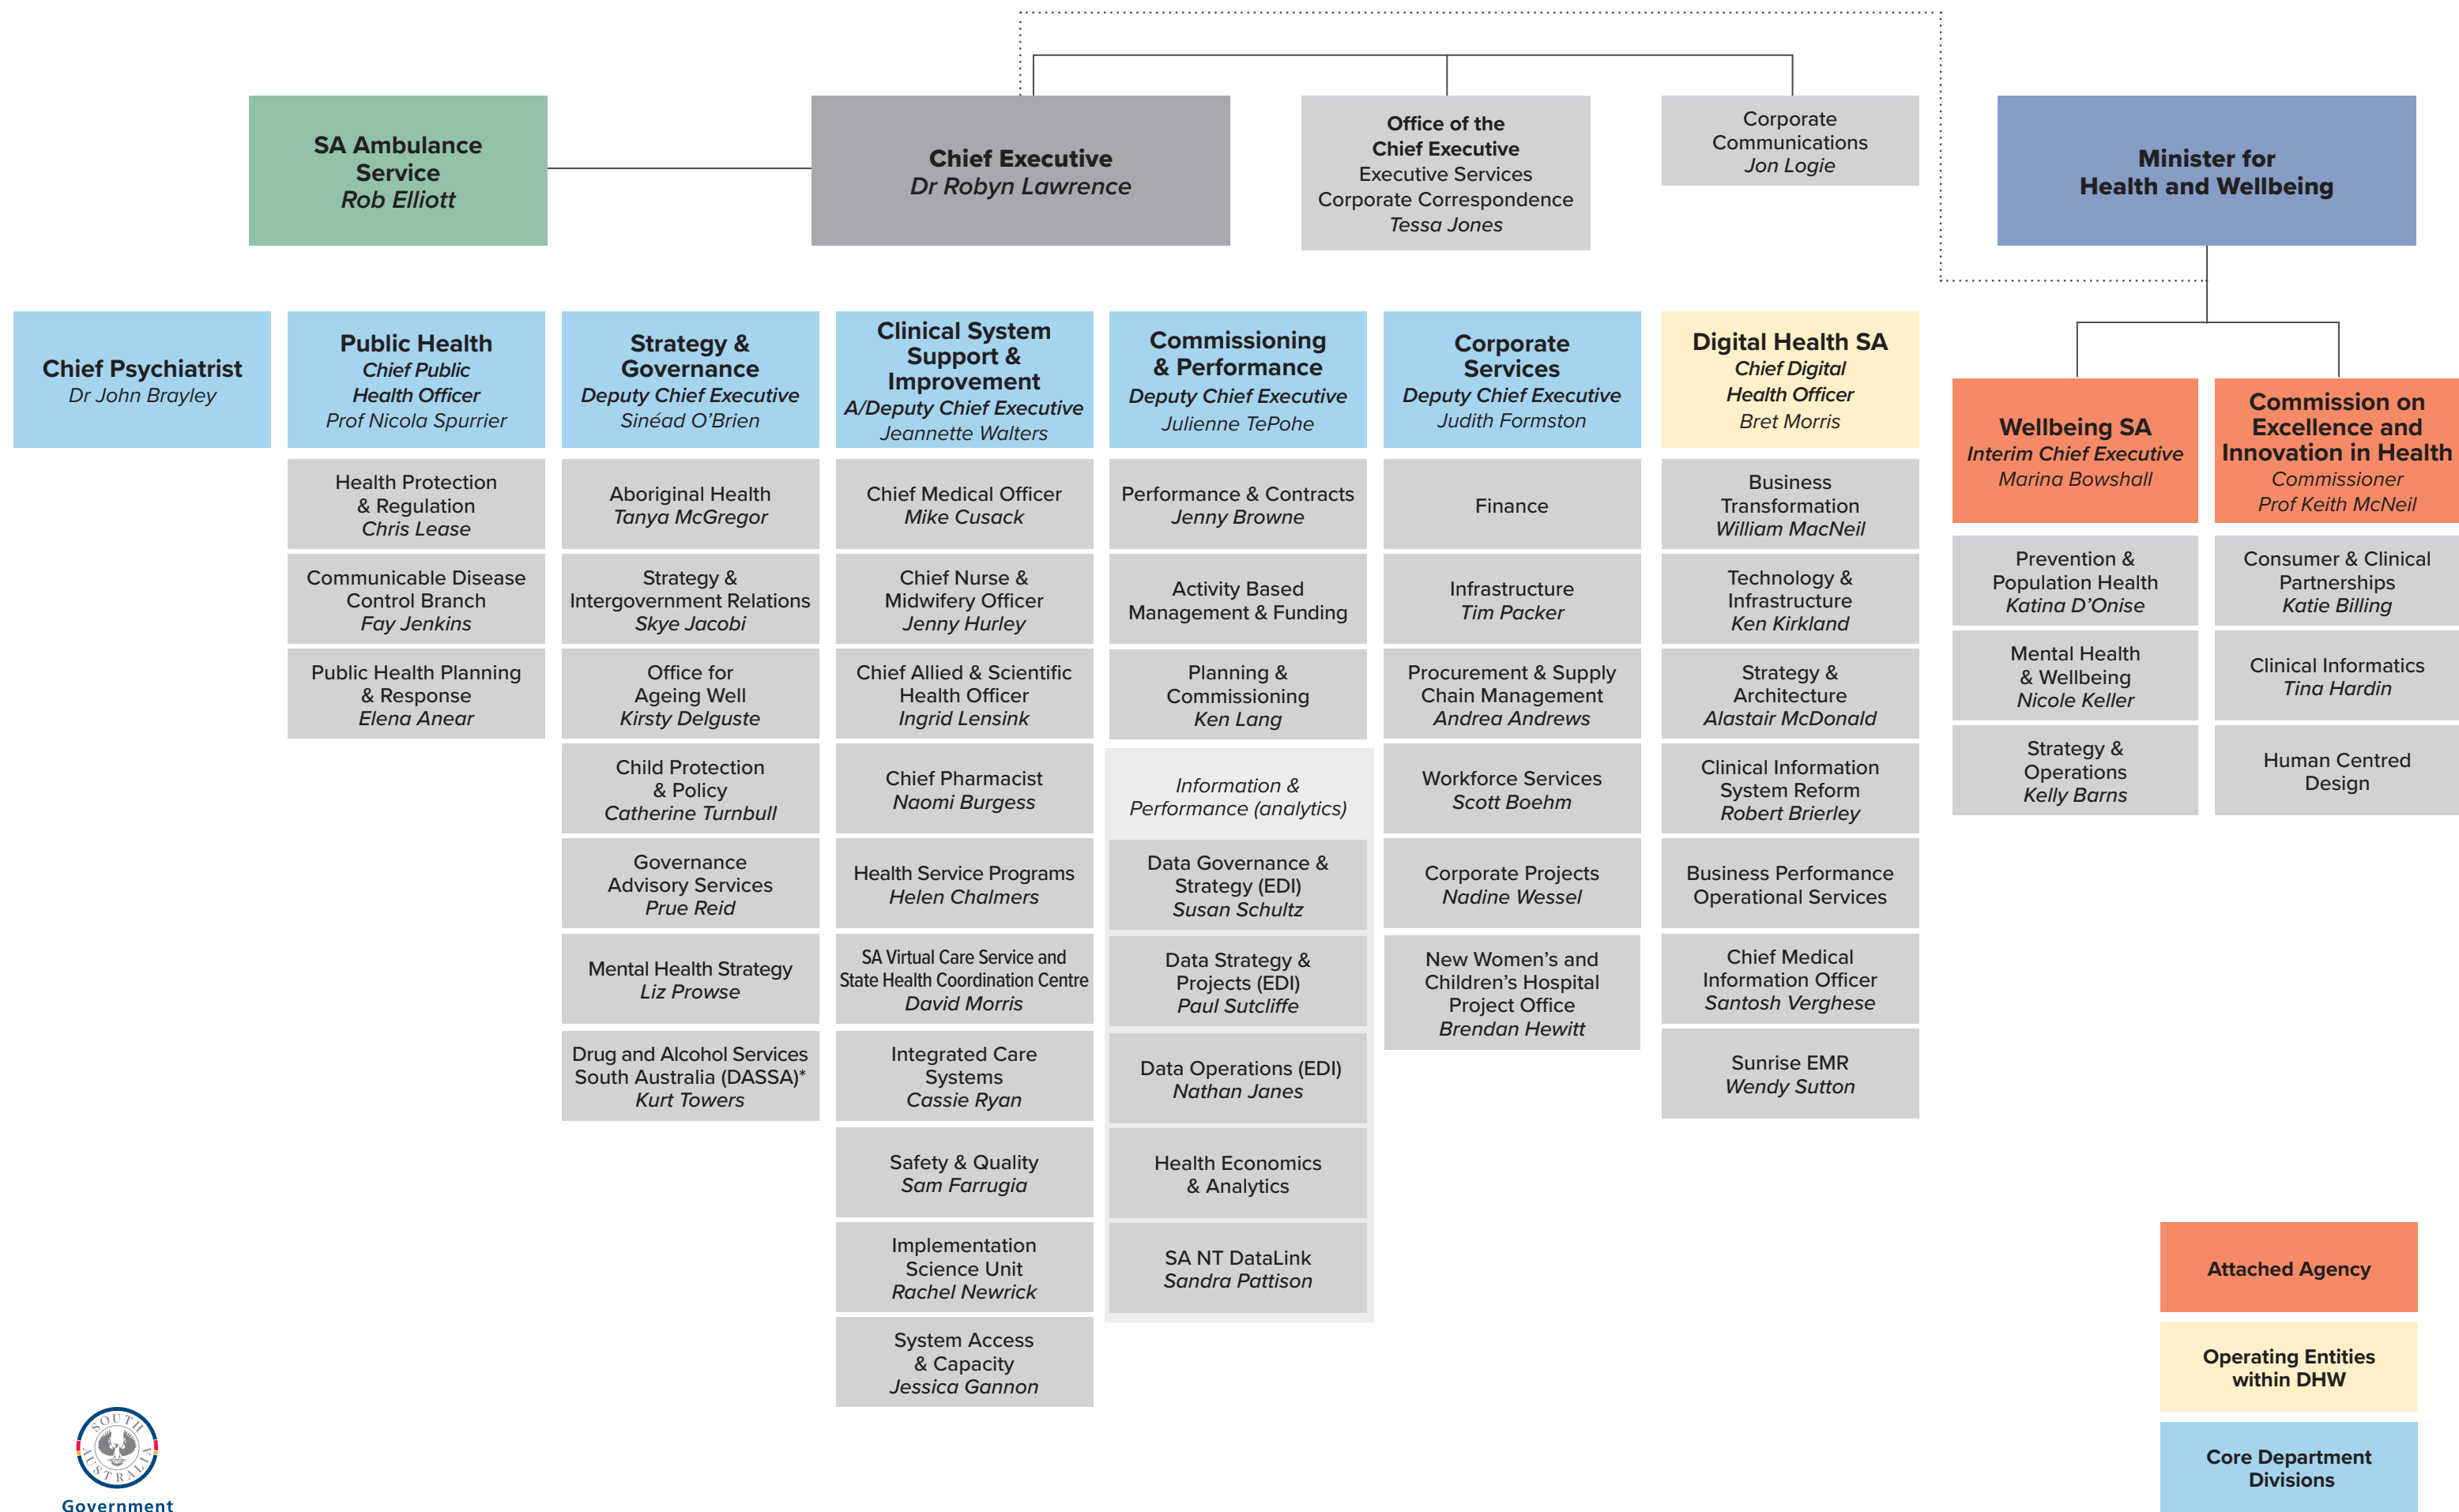 SA Ambulance
Service
Rob Elliott
Chief Executive
Dr Robyn Lawrence
Office of the
Chief Executive
Executive Services
Corporate Correspondence
Tessa Jones
Corporate
Communications
Jon Logie
Minister for
Health and Wellbeing
Chief Psychiatrist
Dr John Brayley
Public Health
Chief Public
Health Officer
Prof Nicola Spurrier
Health Protection
& Regulation
Chris Lease
Communicable Disease
Control Branch
Fay Jenkins
Public Health Planning
& Response
Elena Anear
Strategy &
Governance
Deputy Chief Executive
Sinéad O’Brien
Aboriginal Health
Tanya McGregor
Strategy &
Intergovernment Relations
Skye Jacobi
Office for
Ageing Well
Kirsty Delguste
Child Protection
& Policy
Catherine Turnbull
Governance
Advisory Services
Prue Reid
Mental Health Strategy
Liz Prowse
Drug and Alcohol Services
South Australia (DASSA)*
Kurt Towers
Clinical System
Support &
Improvement
A/Deputy Chief Executive
Jeannette Walters
Chief Medical Officer
Mike Cusack
Chief Nurse &
Midwifery Officer
Jenny Hurley
Chief Allied & Scientific
Health Officer
Ingrid Lensink
Chief Pharmacist
Naomi Burgess
Health Service Programs
Helen Chalmers
SA Virtual Care Service and
State Health Coordination Centre
David Morris
Integrated Care
Systems
Cassie Ryan
Safety & Quality
Sam Farrugia
Implementation
Science Unit
Rachel Newrick
System Access
& Capacity
Jessica Gannon
Commissioning
& Performance
Deputy Chief Executive
Julienne TePohe
Performance & Contracts
Jenny Browne
Activity Based
Management & Funding
Planning &
Commissioning
Ken Lang
Information &
Performance (analytics)
Data Governance &
Strategy (EDI)
Susan Schultz
Data Strategy &
Projects (EDI)
Paul Sutcliffe
Data Operations (EDI)
Nathan Janes
Health Economics
& Analytics
SA NT DataLink
Sandra Pattison
Corporate
Services
Deputy Chief Executive
Judith Formston
Finance
Infrastructure
Tim Packer
Procurement & Supply
Chain Management
Andrea Andrews
Workforce Services
Scott Boehm
Corporate Projects
Nadine Wessel
New Women’s and
Children’s Hospital
Project Office
Brendan Hewitt
Digital Health SA
Chief Digital
Health Officer
Bret Morris
Business
Transformation
William MacNeil
Technology &
Infrastructure
Ken Kirkland
Strategy &
Architecture
Alastair McDonald
Clinical Information
System Reform
Robert Brierley
Business Performance
Operational Services
Chief Medical
Information Officer
Santosh Verghese
Sunrise EMR
Wendy Sutton
Wellbeing SA
Interim Chief Executive
Marina Bowshall
Prevention &
Population Health
Katina D’Onise
Mental Health
& Wellbeing
Nicole Keller
Strategy &
Operations
Kelly Barns
Commission on
Excellence and
Innovation in Health
Commissioner
Prof Keith McNeil
Consumer & Clinical
Partnerships
Katie Billing
Clinical Informatics
Tina Hardin
Human Centred
Design
Attached Agency
Operating Entities
within DHW
Core Department
Divisions
SOUTH
AUSTRALIA
Government